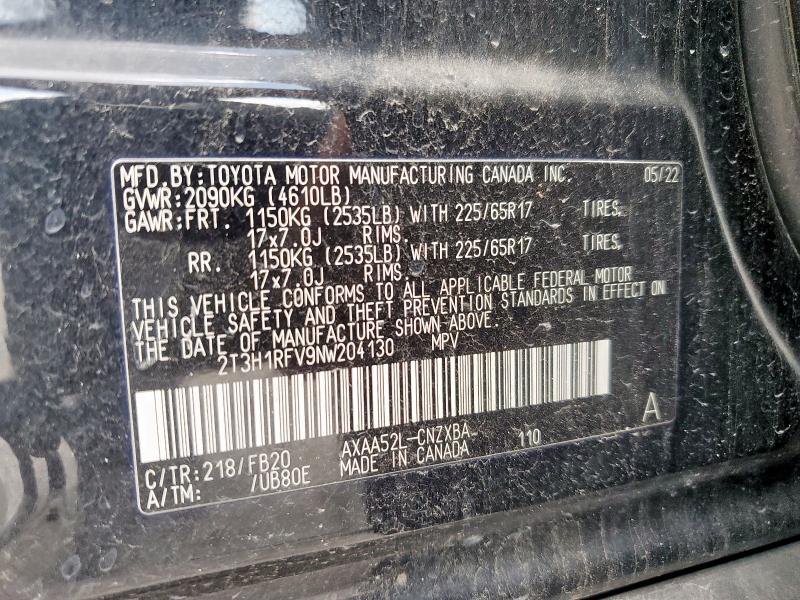 MFD.BY:TOYOTA MOTOR MANUFACTURING CANADA INC. 05/22
GVWR:2090KG (4610LB)
GAWR:FRT. 1150KG (2535LB) WITH 225/65R17 TIRES,
17x7.0J RIMS.
RR. 1150KG (2535LB) WITH 225/65R17 TIRES,
17x7.0J RIMS.
THIS VEHICLE CONFORMS TO ALL APPLICABLE FEDERAL MOTOR
VEHICLE SAFETY AND THEFT PREVENTION STANDARDS IN EFFECT ON
THE DATE OF MANUFACTURE SHOWN ABOVE.
2T3H1RFV9NW204130 MPV
A
C/TR:218/FB20 AXAA52L-CNZXBA 110
A/TM: /UB80E MADE IN CANADA